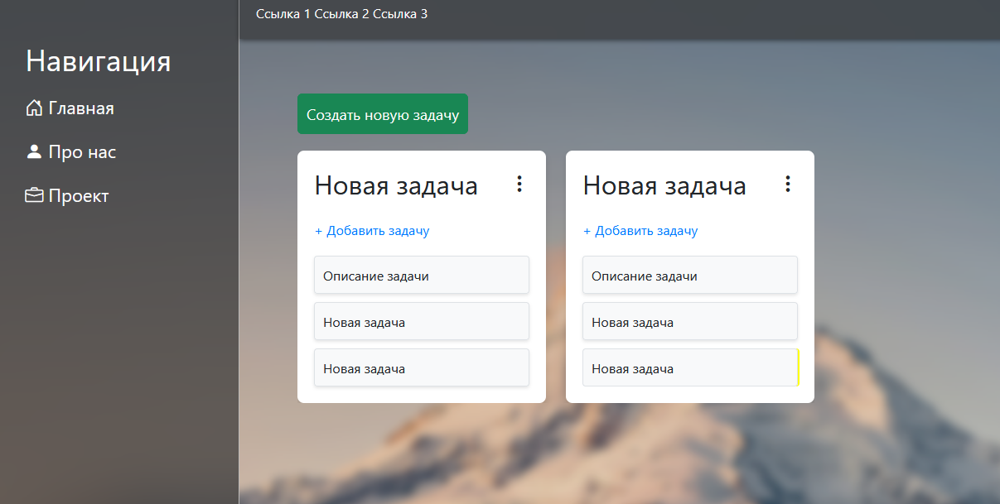 Ссылка 1 Ссылка 2 Ссылка 3
Навигация
Главная
Про нас
Проект
Создать новую задачу
Новая задача
+ Добавить задачу
Описание задачи
Новая задача
Новая задача
Новая задача
+ Добавить задачу
Описание задачи
Новая задача
Новая задача